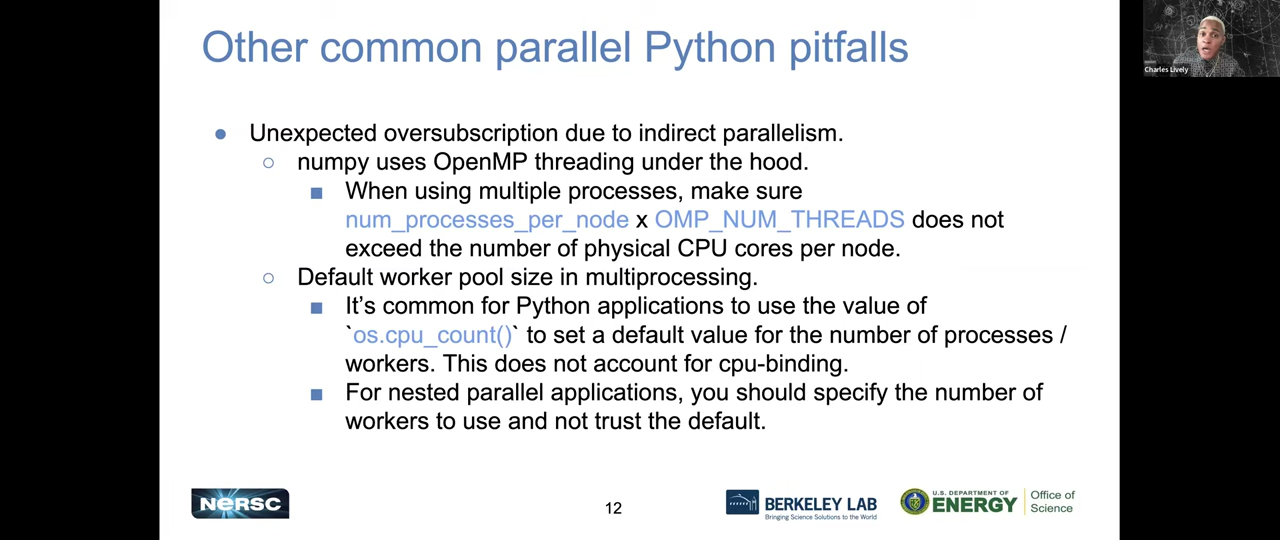 Other common parallel Python pitfalls
Charles Lively
● Unexpected oversubscription due to indirect parallelism.
○ numpy uses OpenMP threading under the hood.
■ When using multiple processes, make sure
num_processes_per_node x OMP_NUM_THREADS does not
exceed the number of physical CPU cores per node.
○ Default worker pool size in multiprocessing.
■ It's common for Python applications to use the value of
`os.cpu_count()` to set a default value for the number of processes /
workers. This does not account for cpu-binding.
■ For nested parallel applications, you should specify the number of
workers to use and not trust the default.
NERSC
12
BERKELEY LAB
Bringing Science Solutions to the World
U.S. DEPARTMENT OF
ENERGY
Office of
Science